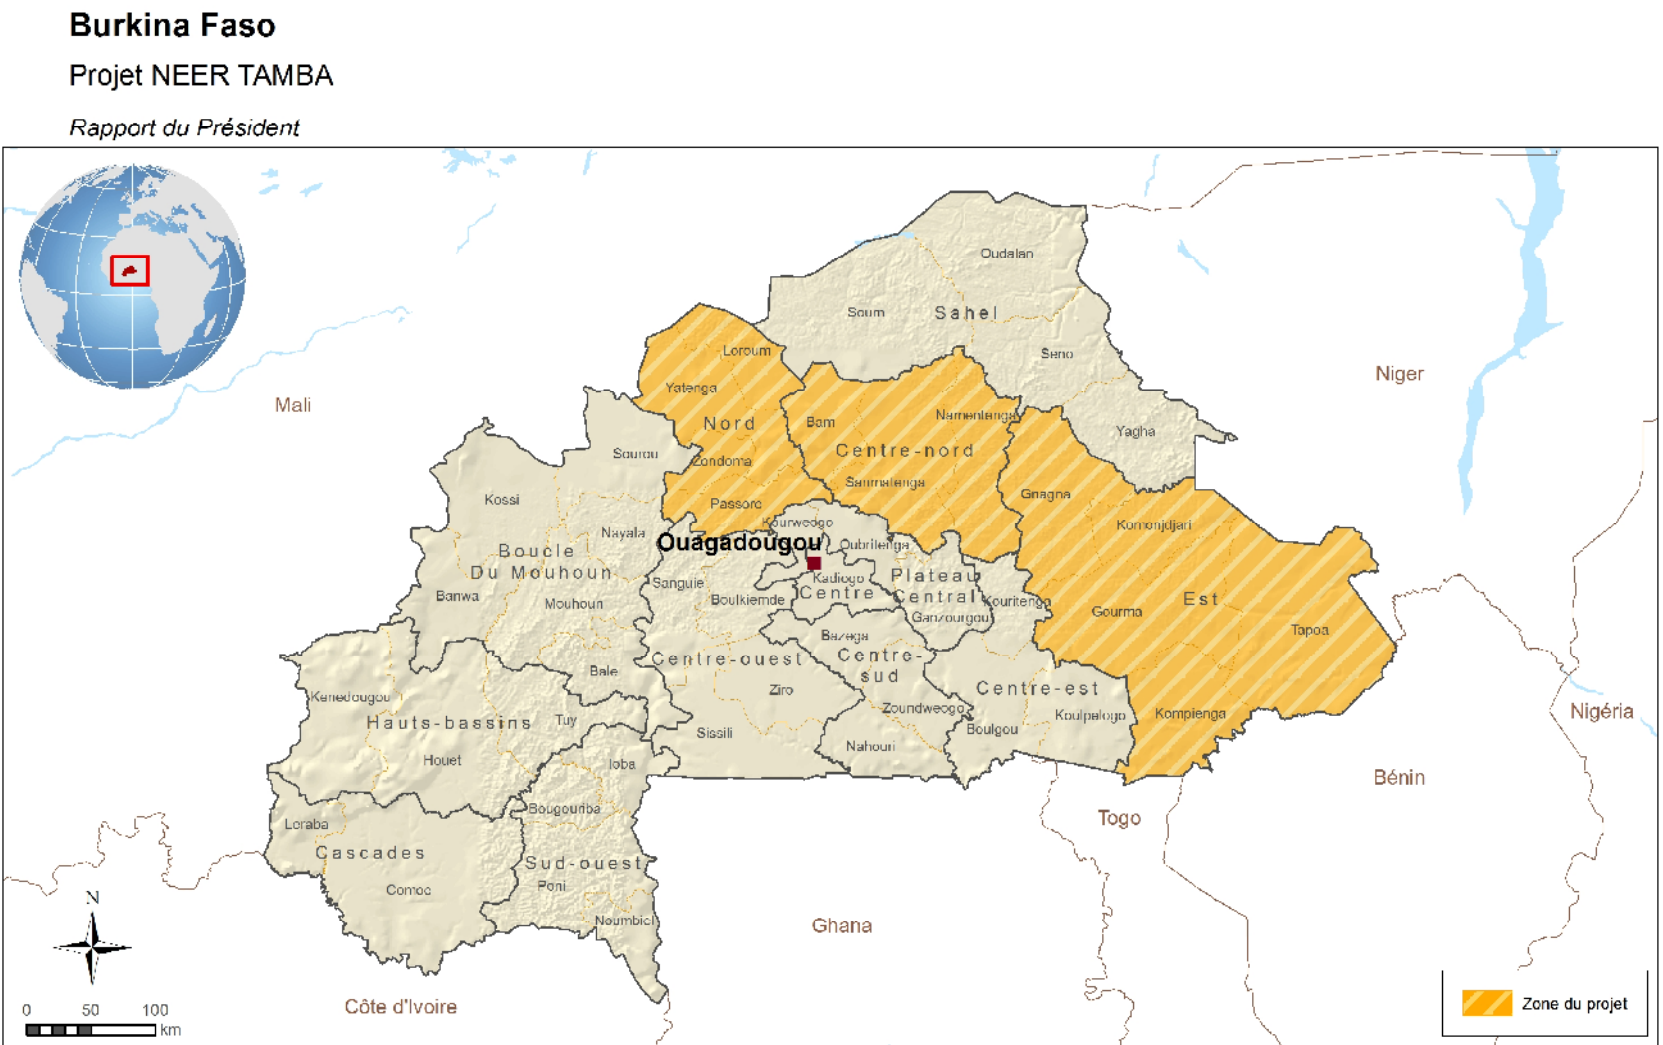 Burkina Faso
Projet NEER TAMBA
Rapport du Président
Oudalan
Soum
Sahel
Loroum
Seno
Niger
Yatenga
Mali
Namentenga
Nord
Bam
Yagha
Centre-nord
Sourou
Zondoma
Sanmatenga
Gnagna
Kossi
Passore
Komonjdjari
Kourweogo
Nayala
Ouagadougou
Oubritenga
Boucle
Du Mouhoun
Sanguie
Kadiogo
Plateau
Central
Banwa
Mouhoun
Boulkiemde
Centre
Kouritenga
Est
Gourma
Ganzourgou
Tapoa
Bazega
Centre-
sud
Centre-ouest
Bale
Ziro
Centre-est
Kenedougou
Zoundweogo
Koulpelogo
Kompienga
Nigéria
Hauts-bassins
Tuy
Sissili
Boulgou
Nahouri
Houet
Ioba
Bénin
Bougouriba
Togo
Leraba
Cascades
Sud-ouest
Comoe
Poni
N
Noumbiel
Ghana
Côte d'Ivoire
Zone du projet
0 50 100
km